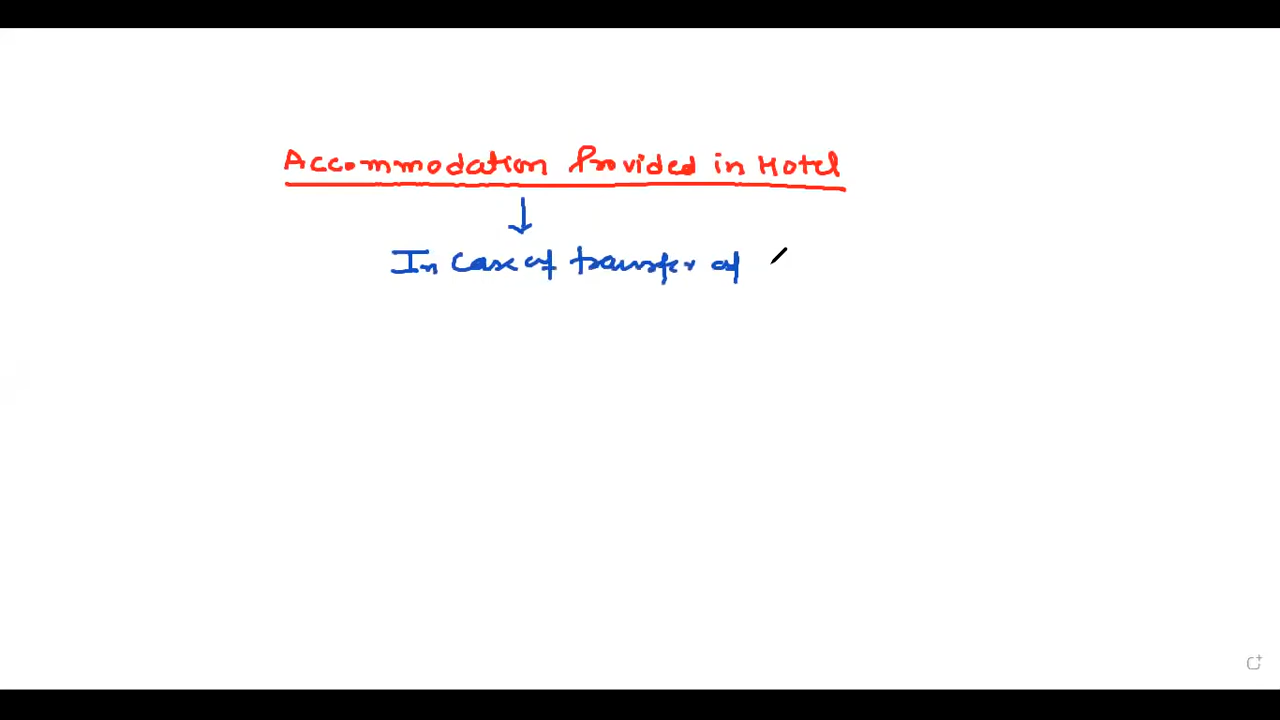 Accommodation Provided in Hotel
In case of transfer of